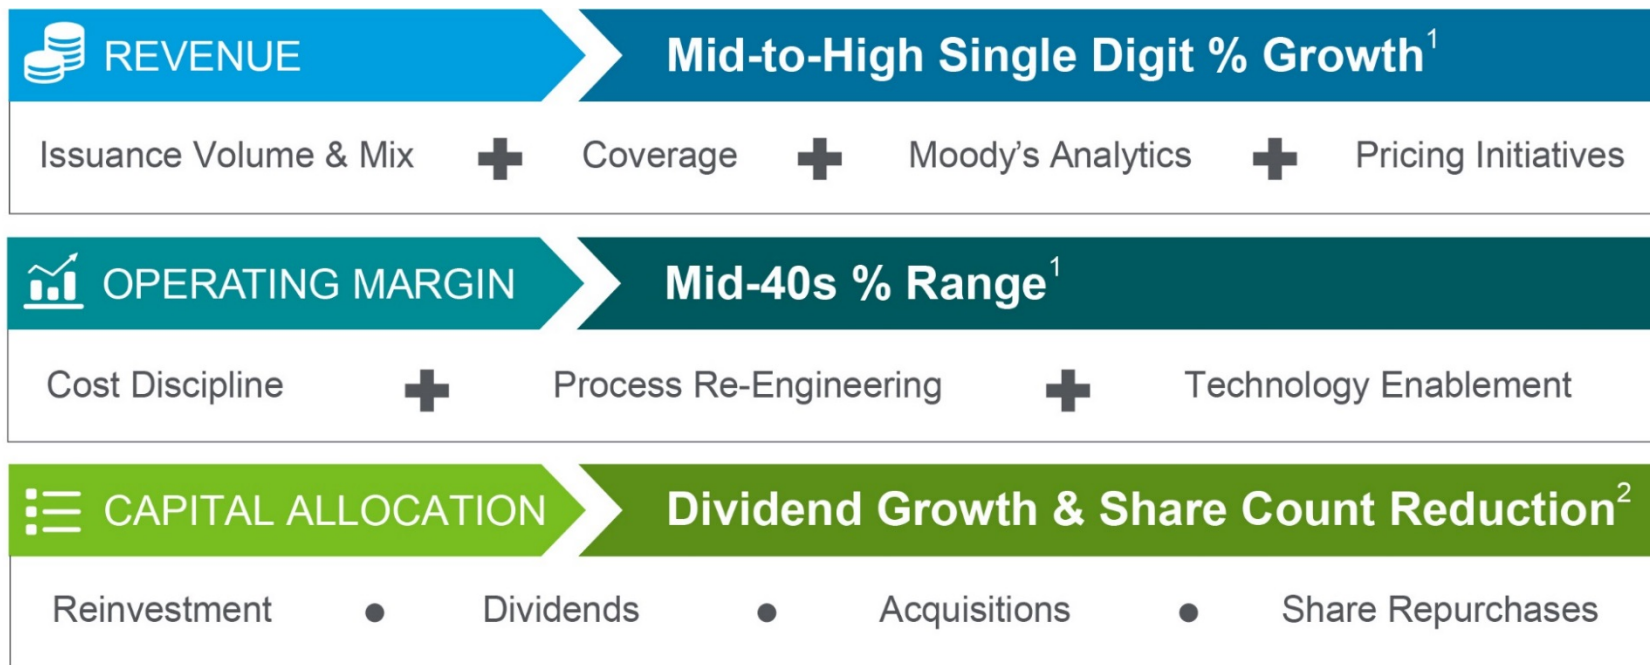 REVENUE Mid-to-High Single Digit % Growth1
Issuance Volume & Mix + Coverage + Moody's Analytics + Pricing Initiatives
OPERATING MARGIN Mid-40s % Range1
Cost Discipline + Process Re-Engineering + Technology Enablement
CAPITAL ALLOCATION Dividend Growth & Share Count Reduction2
Reinvestment • Dividends • Acquisitions • Share Repurchases